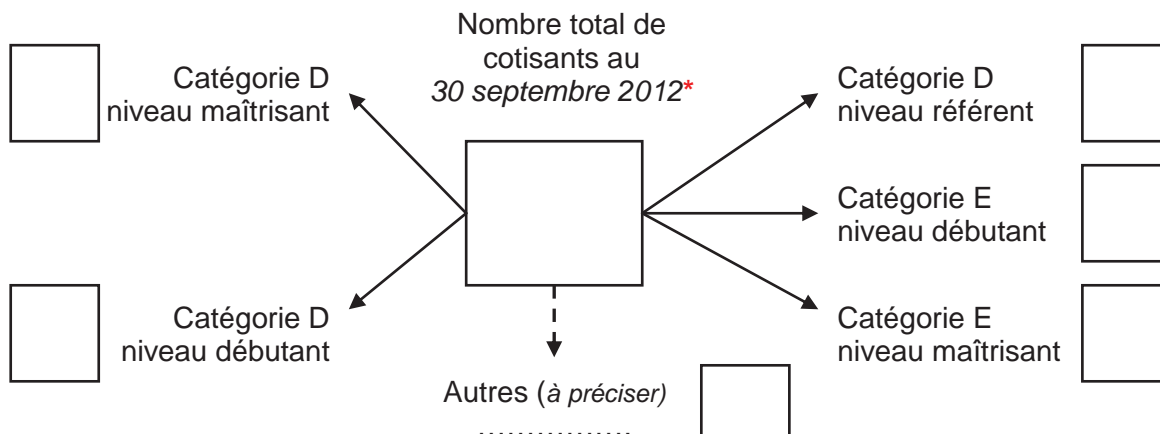 Nombre total de
cotisants au
30 septembre 2012*
Catégorie D
niveau maîtrisant
Catégorie D
niveau référent
Catégorie E
niveau débutant
Catégorie D
niveau débutant
Catégorie E
niveau maîtrisant
Autres (à préciser)
................